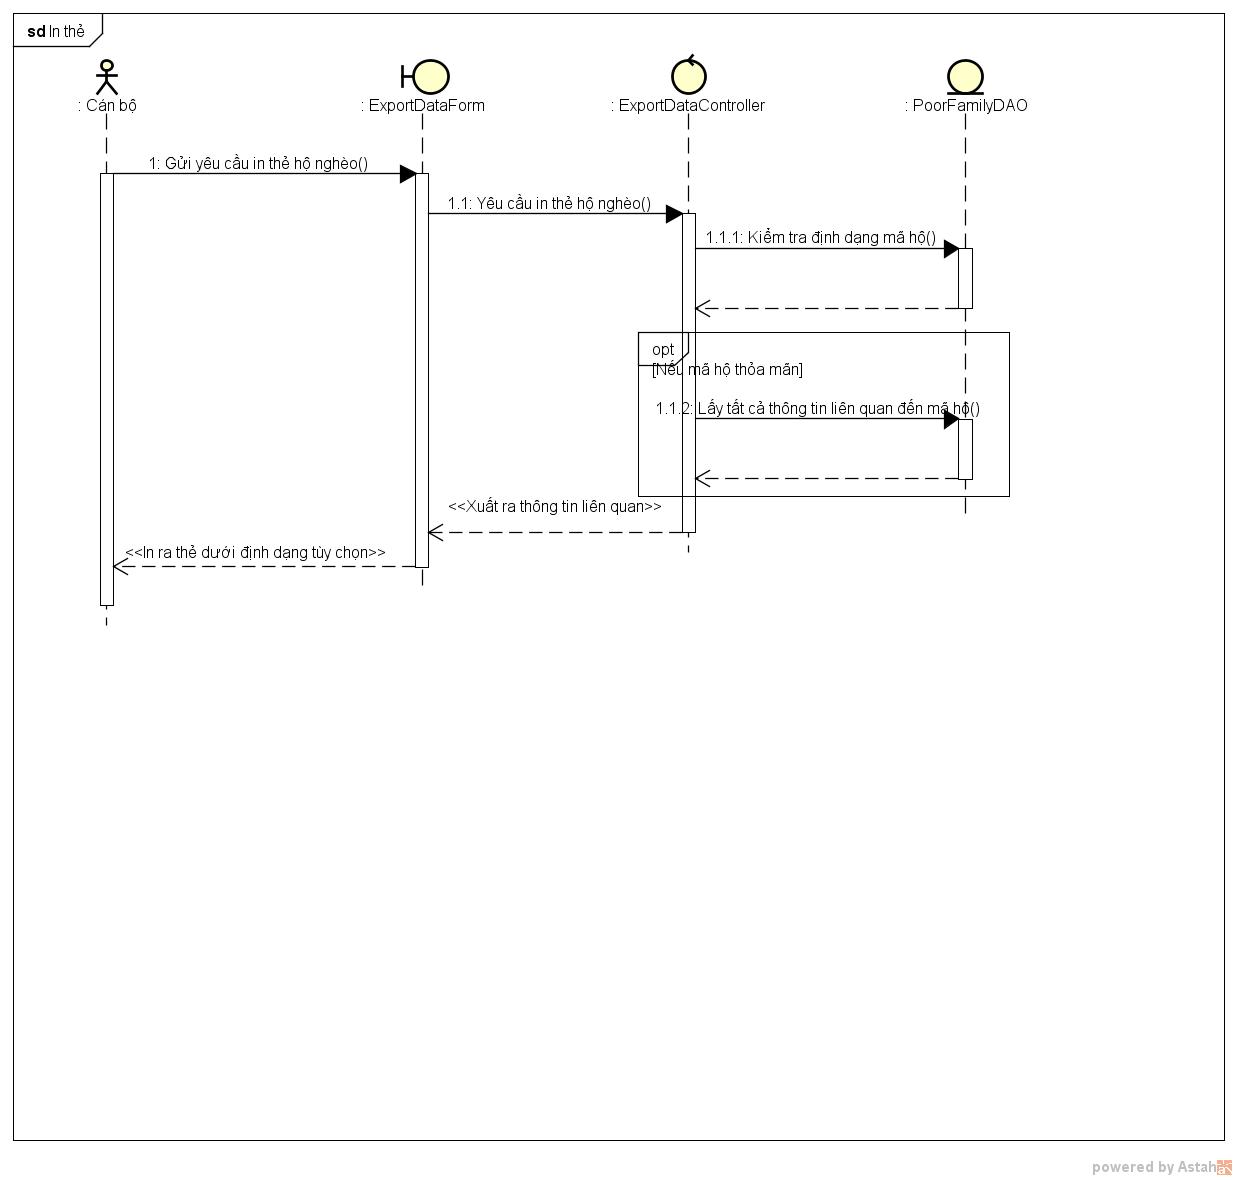 sd In thẻ
: Cán bộ
: ExportDataForm
: ExportDataController
: PoorFamilyDAO
1: Gửi yêu cầu in thẻ hộ nghèo()
1.1: Yêu cầu in thẻ hộ nghèo()
1.1.1: Kiểm tra định dạng mã hộ()
opt
[Nếu mã hộ thỏa mãn]
1.1.2: Lấy tất cả thông tin liên quan đến mã hộ()
<<Xuất ra thông tin liên quan>>
<<In ra thẻ dưới định dạng tùy chọn>>
powered by Astah